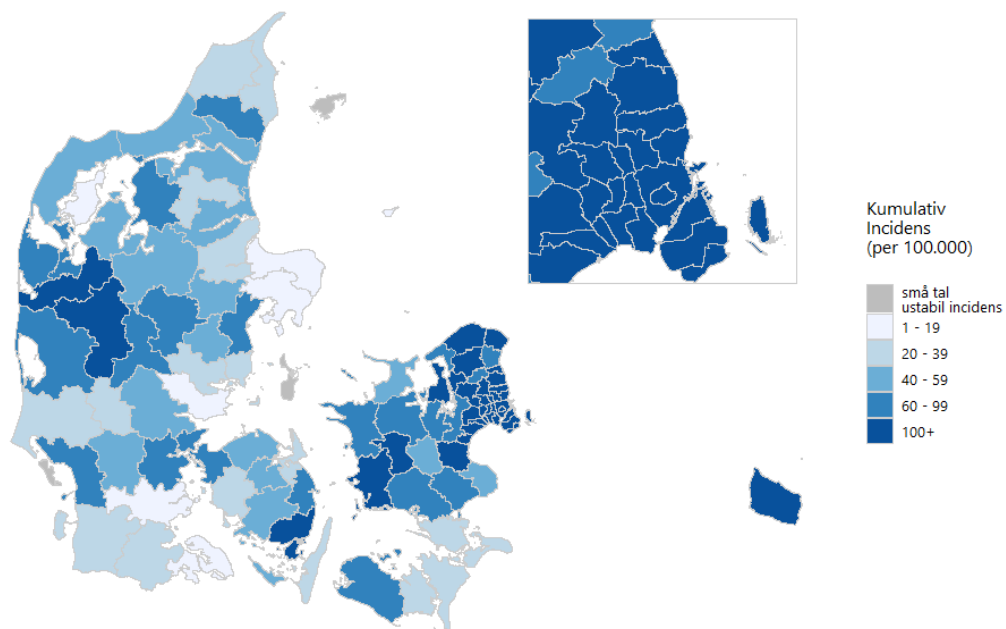 Kumulativ
Incidens
(per 100.000)
små tal
ustabil incidens
1 - 19
20 - 39
40 - 59
60 - 99
100+